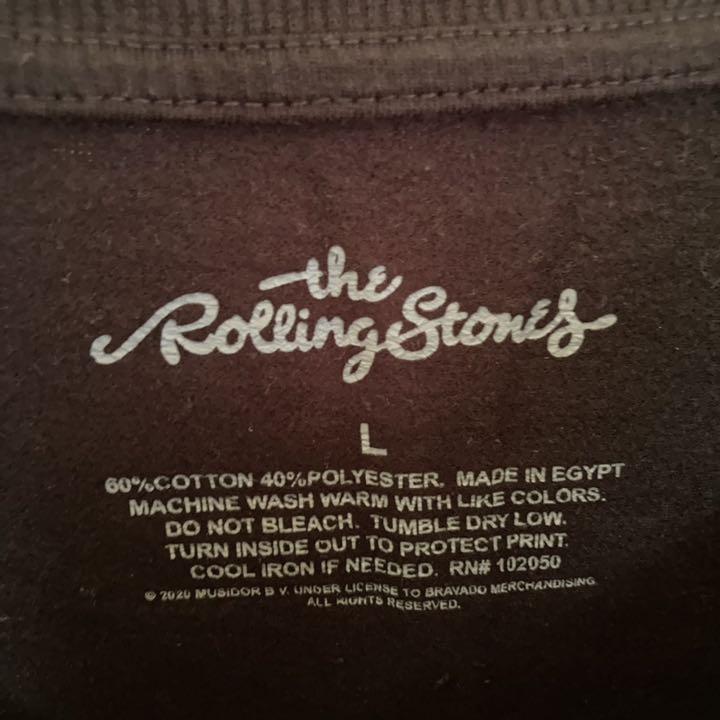 the
Rolling Stones
L
60%COTTON 40%POLYESTER. MADE IN EGYPT
MACHINE WASH WARM WITH LIKE COLORS.
DO NOT BLEACH. TUMBLE DRY LOW.
TURN INSIDE OUT TO PROTECT PRINT.
COOL IRON IF NEEDED. RN# 102050
© 2020 MUSIDOR B V. UNDER LICENSE TO BRAVADO MERCHANDISING.
ALL RIGHTS RESERVED.